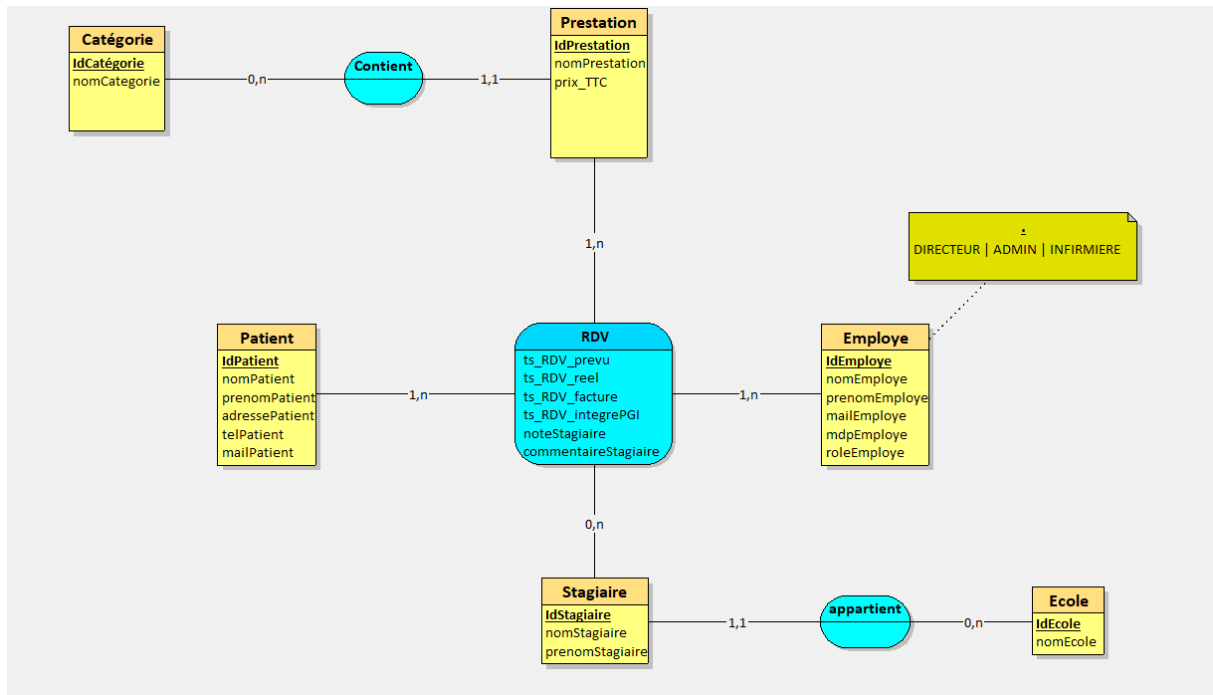 Catégorie
IdCatégorie
nomCategorie
0,n
Contient
1,1
Prestation
IdPrestation
nomPrestation
prix_TTC
1,n
.
DIRECTEUR | ADMIN | INFIRMIERE
Patient
IdPatient
nomPatient
prenomPatient
adressePatient
telPatient
mailPatient
1,n
RDV
ts_RDV_prevu
ts_RDV_reel
ts_RDV_facture
ts_RDV_integrePGI
noteStagiaire
commentaireStagiaire
1,n
Employe
IdEmploye
nomEmploye
prenomEmploye
mailEmploye
mdpEmploye
roleEmploye
0,n
Stagiaire
IdStagiaire
nomStagiaire
prenomStagiaire
1,1
appartient
0,n
Ecole
IdEcole
nomEcole